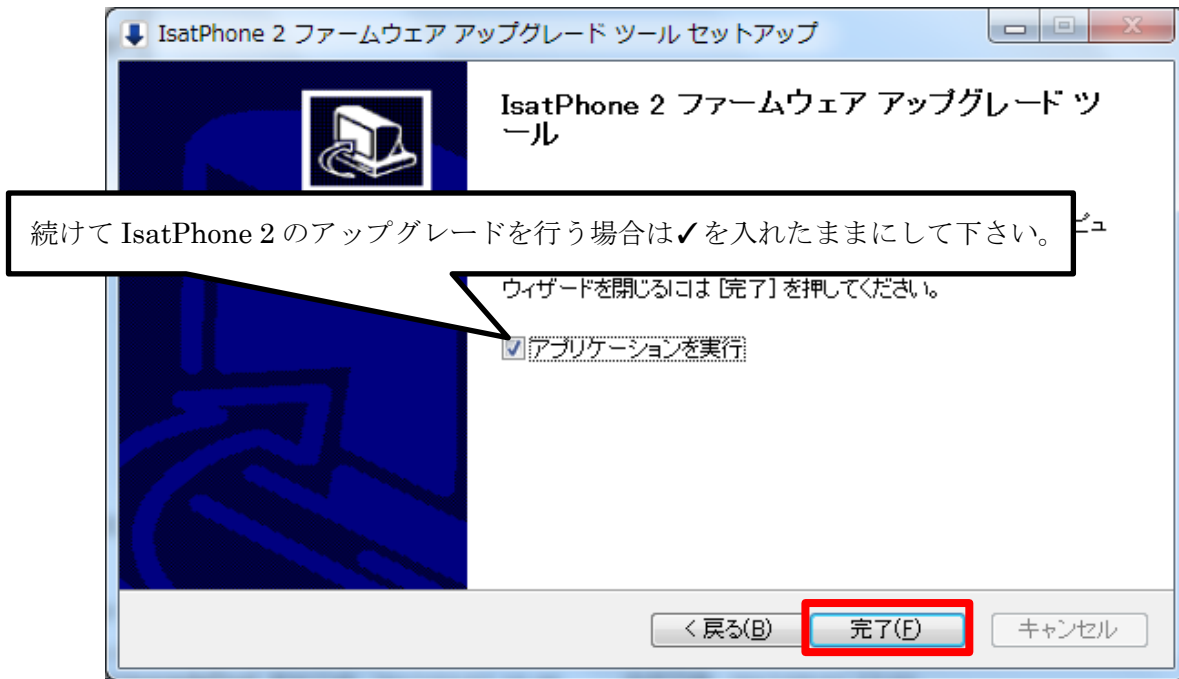 IsatPhone 2 ファームウエア アップグレード ツール セットアップ
IsatPhone 2 ファームウェア アップグレード ツ
ール
続けて IsatPhone 2 のアップグレードを行う場合は✓を入れたままにして下さい。
ピュ
ウィザードを閉じるには [完了] を押してください。
アプリケーションを実行
< 戻る(B)
完了(F)
キャンセル